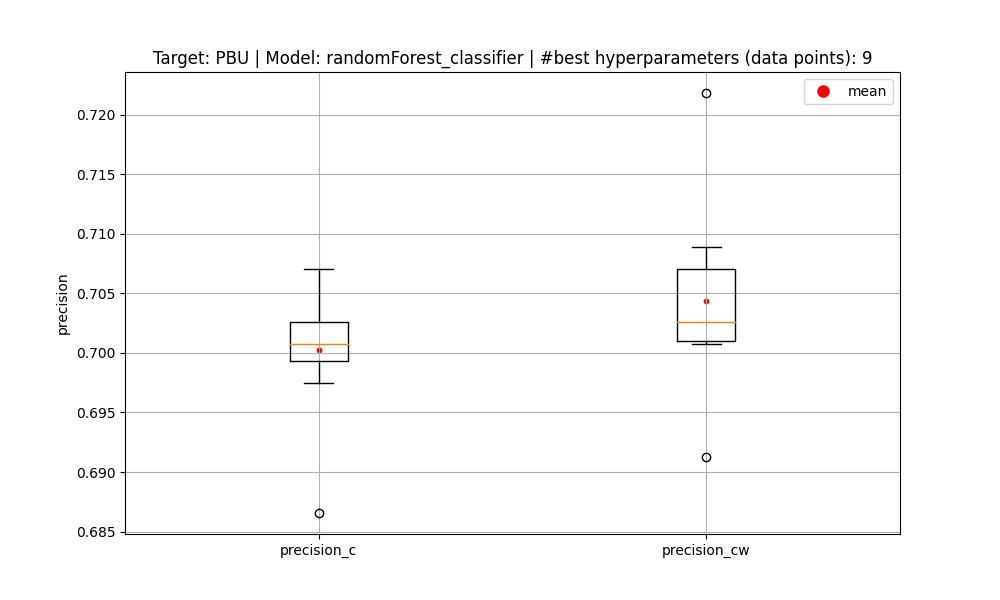 Target: PBU | Model: randomForest_classifier | #best hyperparameters (data points): 9
mean
0.720
0.715
0.710
0.705
0.700
0.695
0.690
0.685
precision
precision_c
precision_cw